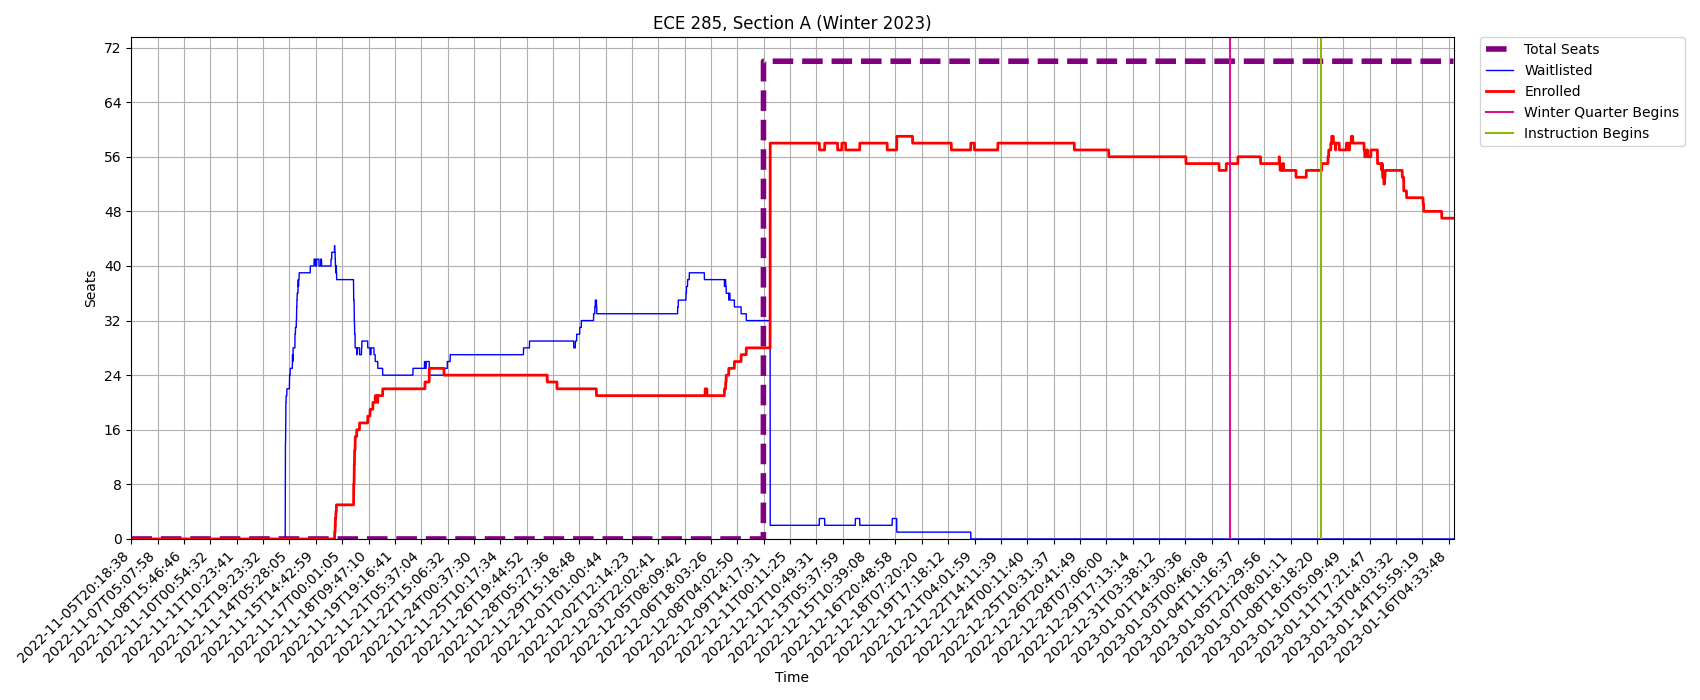 ECE 285, Section A (Winter 2023)
72
64
56
48
40
32
24
16
8
0
Seats
Total Seats
Waitlisted
Enrolled
Winter Quarter Begins
Instruction Begins
2022-11-05T20:18:38
2022-11-07T05:07:58
2022-11-08T15:46:46
2022-11-10T00:54:32
2022-11-11T10:23:41
2022-11-12T19:23:32
2022-11-14T05:28:05
2022-11-15T14:42:59
2022-11-17T00:01:05
2022-11-18T09:47:10
2022-11-19T19:16:41
2022-11-21T05:37:04
2022-11-22T15:06:32
2022-11-24T00:37:30
2022-11-25T10:17:34
2022-11-26T19:44:52
2022-11-28T05:27:36
2022-11-29T15:18:48
2022-12-01T01:00:44
2022-12-02T12:14:23
2022-12-03T22:02:41
2022-12-05T08:09:42
2022-12-06T18:03:26
2022-12-08T04:02:50
2022-12-09T14:17:31
2022-12-11T00:11:25
2022-12-12T10:49:31
2022-12-13T05:37:59
2022-12-15T10:39:08
2022-12-16T20:48:58
2022-12-18T07:20:20
2022-12-19T17:18:12
2022-12-21T04:01:59
2022-12-22T14:11:39
2022-12-24T00:11:40
2022-12-25T10:31:37
2022-12-26T20:41:49
2022-12-28T07:06:00
2022-12-29T17:13:14
2022-12-31T03:38:12
2023-01-01T14:30:36
2023-01-03T00:46:08
2023-01-04T11:16:37
2023-01-05T21:29:56
2023-01-07T08:01:11
2023-01-08T18:18:20
2023-01-10T05:09:49
2023-01-11T17:21:47
2023-01-13T04:03:32
2023-01-14T15:59:19
2023-01-16T04:33:48
Time